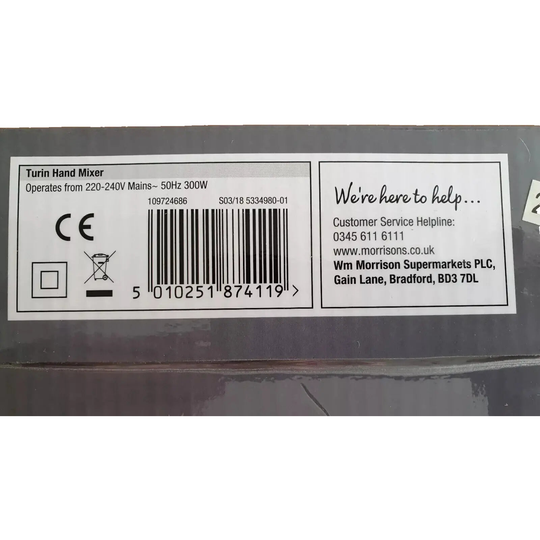 Turin Hand Mixer
Operates from 220-240V Mains~ 50Hz 300W
109724686 S03/18 5334980-01
CE
5 010251 874119 >
We're here to help...
Customer Service Helpline:
0345 611 6111
www.morrisons.co.uk
Wm Morrison Supermarkets PLC,
Gain Lane, Bradford, BD3 7DL